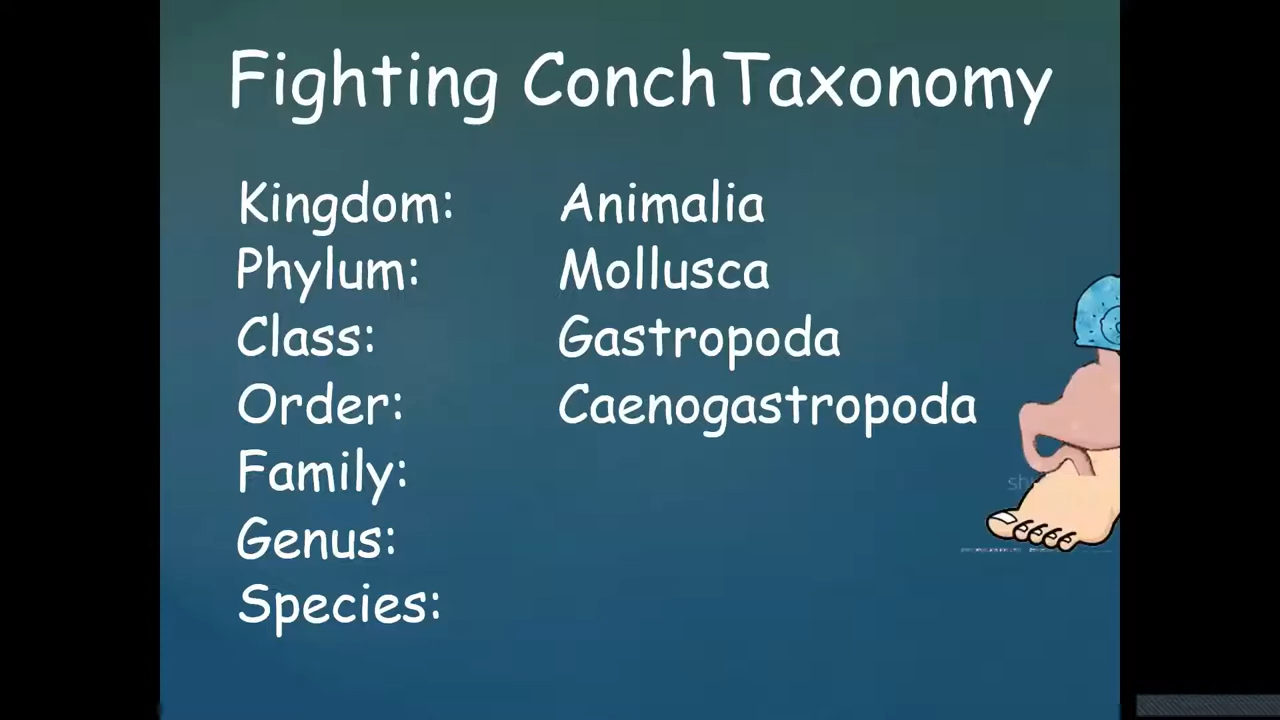 Fighting ConchTaxonomy
Kingdom: Animalia
Phylum: Mollusca
Class: Gastropoda
Order: Caenogastropoda
Family:
Genus:
Species: